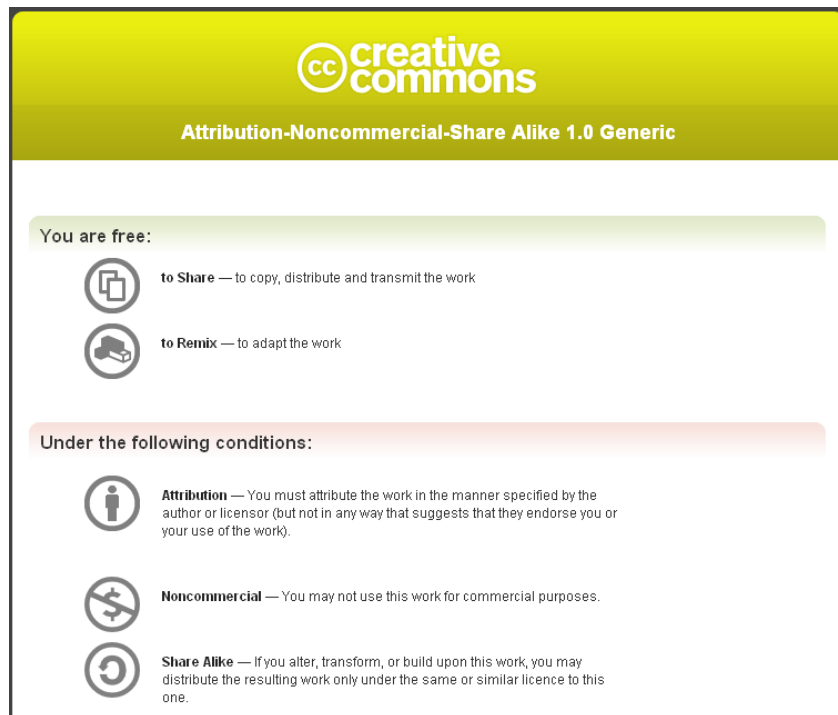 cc creative
commons
Attribution-Noncommercial-Share Alike 1.0 Generic
You are free:
to Share — to copy, distribute and transmit the work
to Remix — to adapt the work
Under the following conditions:
Attribution — You must attribute the work in the manner specified by the
author or licensor (but not in any way that suggests that they endorse you or
your use of the work).
Noncommercial — You may not use this work for commercial purposes.
Share Alike — If you alter, transform, or build upon this work, you may
distribute the resulting work only under the same or similar licence to this
one.